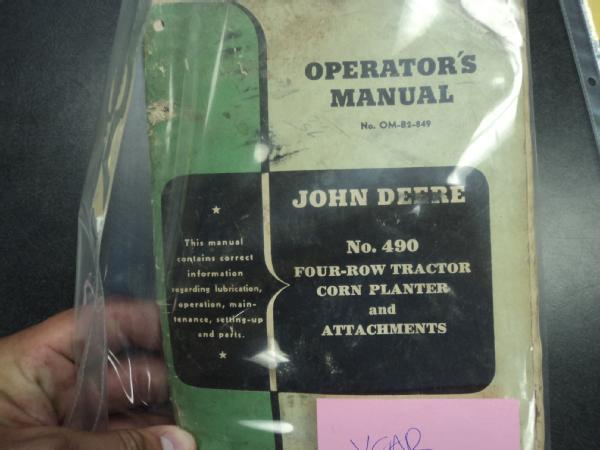 OPERATOR'S
MANUAL
No. OM-B2-849
JOHN DEERE
No. 490
FOUR-ROW TRACTOR
CORN PLANTER
and
ATTACHMENTS
This manual
contains correct
information
regarding lubrication,
operation, main-
tenance, setting-up
and parts.